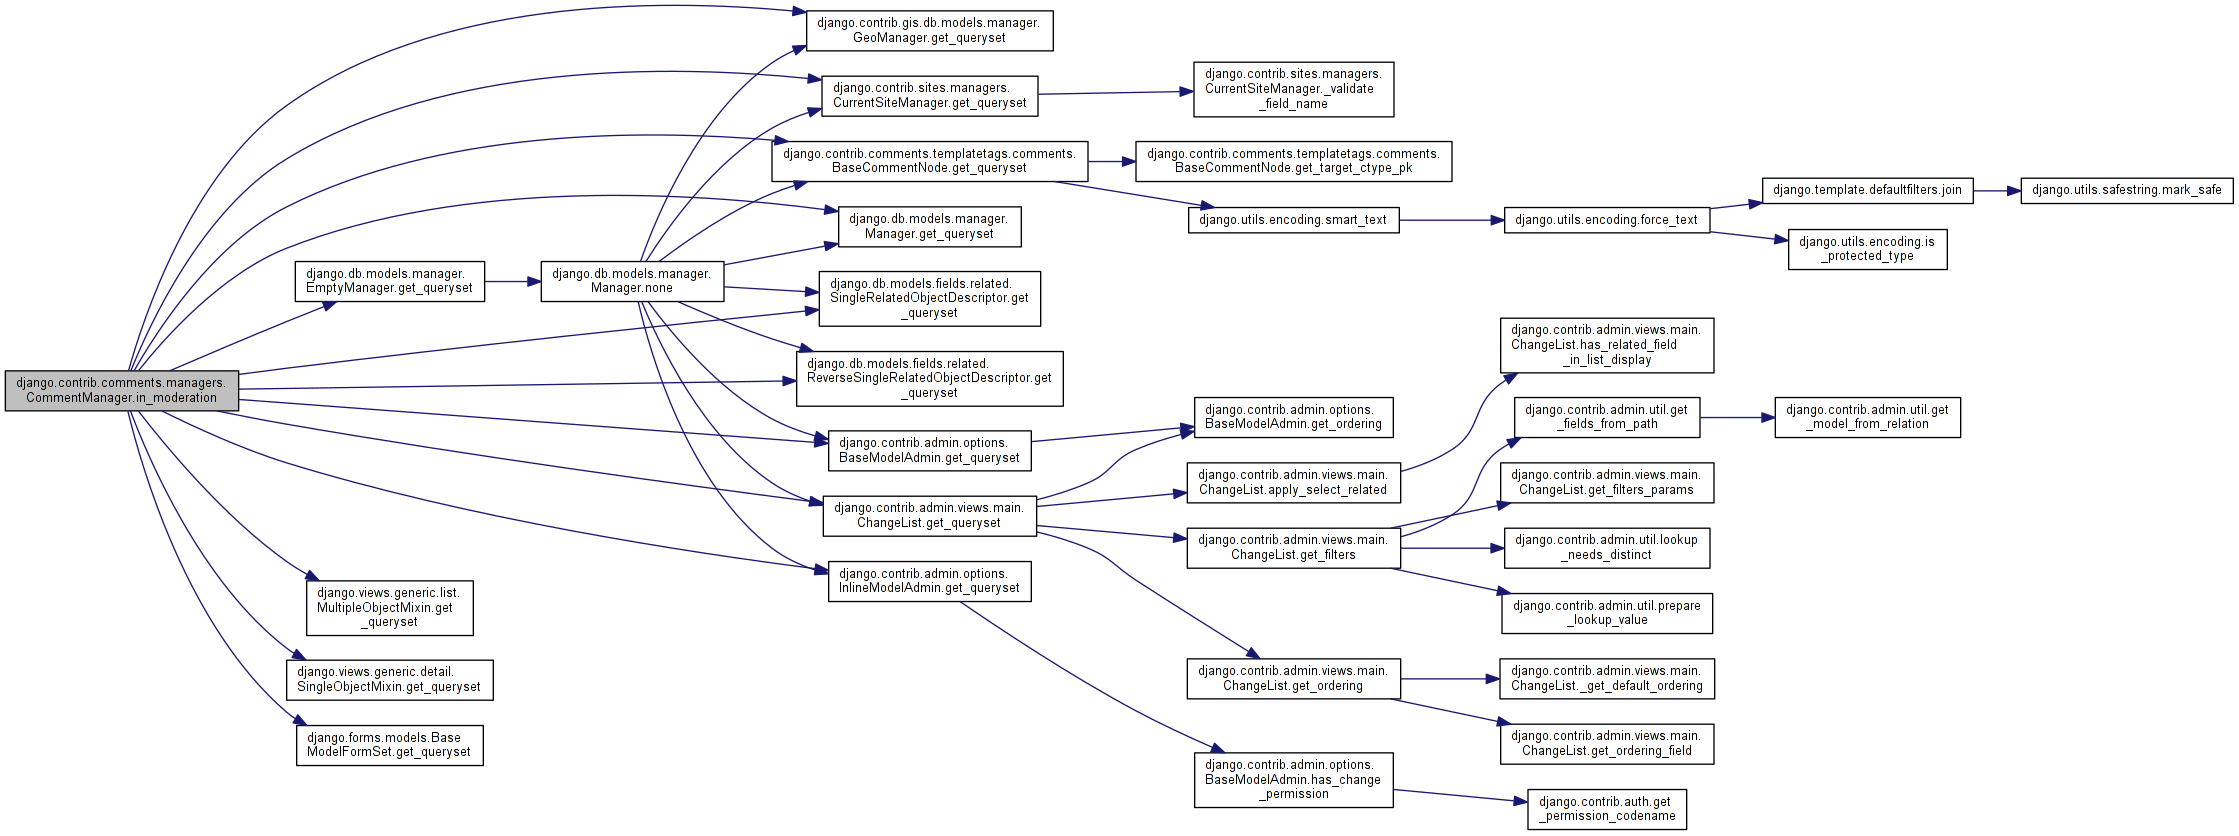 django.contrib.comments.managers.
CommentManager.in_moderation
django.db.models.manager.
EmptyManager.get_queryset
django.views.generic.list.
MultipleObjectMixin.get
_queryset
django.views.generic.detail.
SingleObjectMixin.get_queryset
django.forms.models.Base
ModelFormSet.get_queryset
django.db.models.manager.
Manager.none
django.contrib.gis.db.models.manager.
GeoManager.get_queryset
django.contrib.sites.managers.
CurrentSiteManager.get_queryset
django.contrib.comments.templatetags.comments.
BaseCommentNode.get_queryset
django.db.models.manager.
Manager.get_queryset
django.db.models.fields.related.
SingleRelatedObjectDescriptor.get
_queryset
django.db.models.fields.related.
ReverseSingleRelatedObjectDescriptor.get
_queryset
django.contrib.admin.options.
BaseModelAdmin.get_queryset
django.contrib.admin.views.main.
ChangeList.get_queryset
django.contrib.admin.options.
InlineModelAdmin.get_queryset
django.contrib.sites.managers.
CurrentSiteManager._validate
_field_name
django.contrib.comments.templatetags.comments.
BaseCommentNode.get_target_ctype_pk
django.utils.encoding.smart_text
django.contrib.admin.options.
BaseModelAdmin.get_ordering
django.contrib.admin.views.main.
ChangeList.apply_select_related
django.contrib.admin.views.main.
ChangeList.get_filters
django.contrib.admin.views.main.
ChangeList.get_ordering
django.contrib.admin.options.
BaseModelAdmin.has_change
_permission
django.utils.encoding.force_text
django.contrib.admin.views.main.
ChangeList.has_related_field
_in_list_display
django.contrib.admin.util.get
_fields_from_path
django.contrib.admin.views.main.
ChangeList.get_filters_params
django.contrib.admin.util.lookup
_needs_distinct
django.contrib.admin.util.prepare
_lookup_value
django.contrib.admin.views.main.
ChangeList._get_default_ordering
django.contrib.admin.views.main.
ChangeList.get_ordering_field
django.contrib.auth.get
_permission_codename
django.template.defaultfilters.join
django.utils.encoding.is
_protected_type
django.contrib.admin.util.get
_model_from_relation
django.utils.safestring.mark_safe